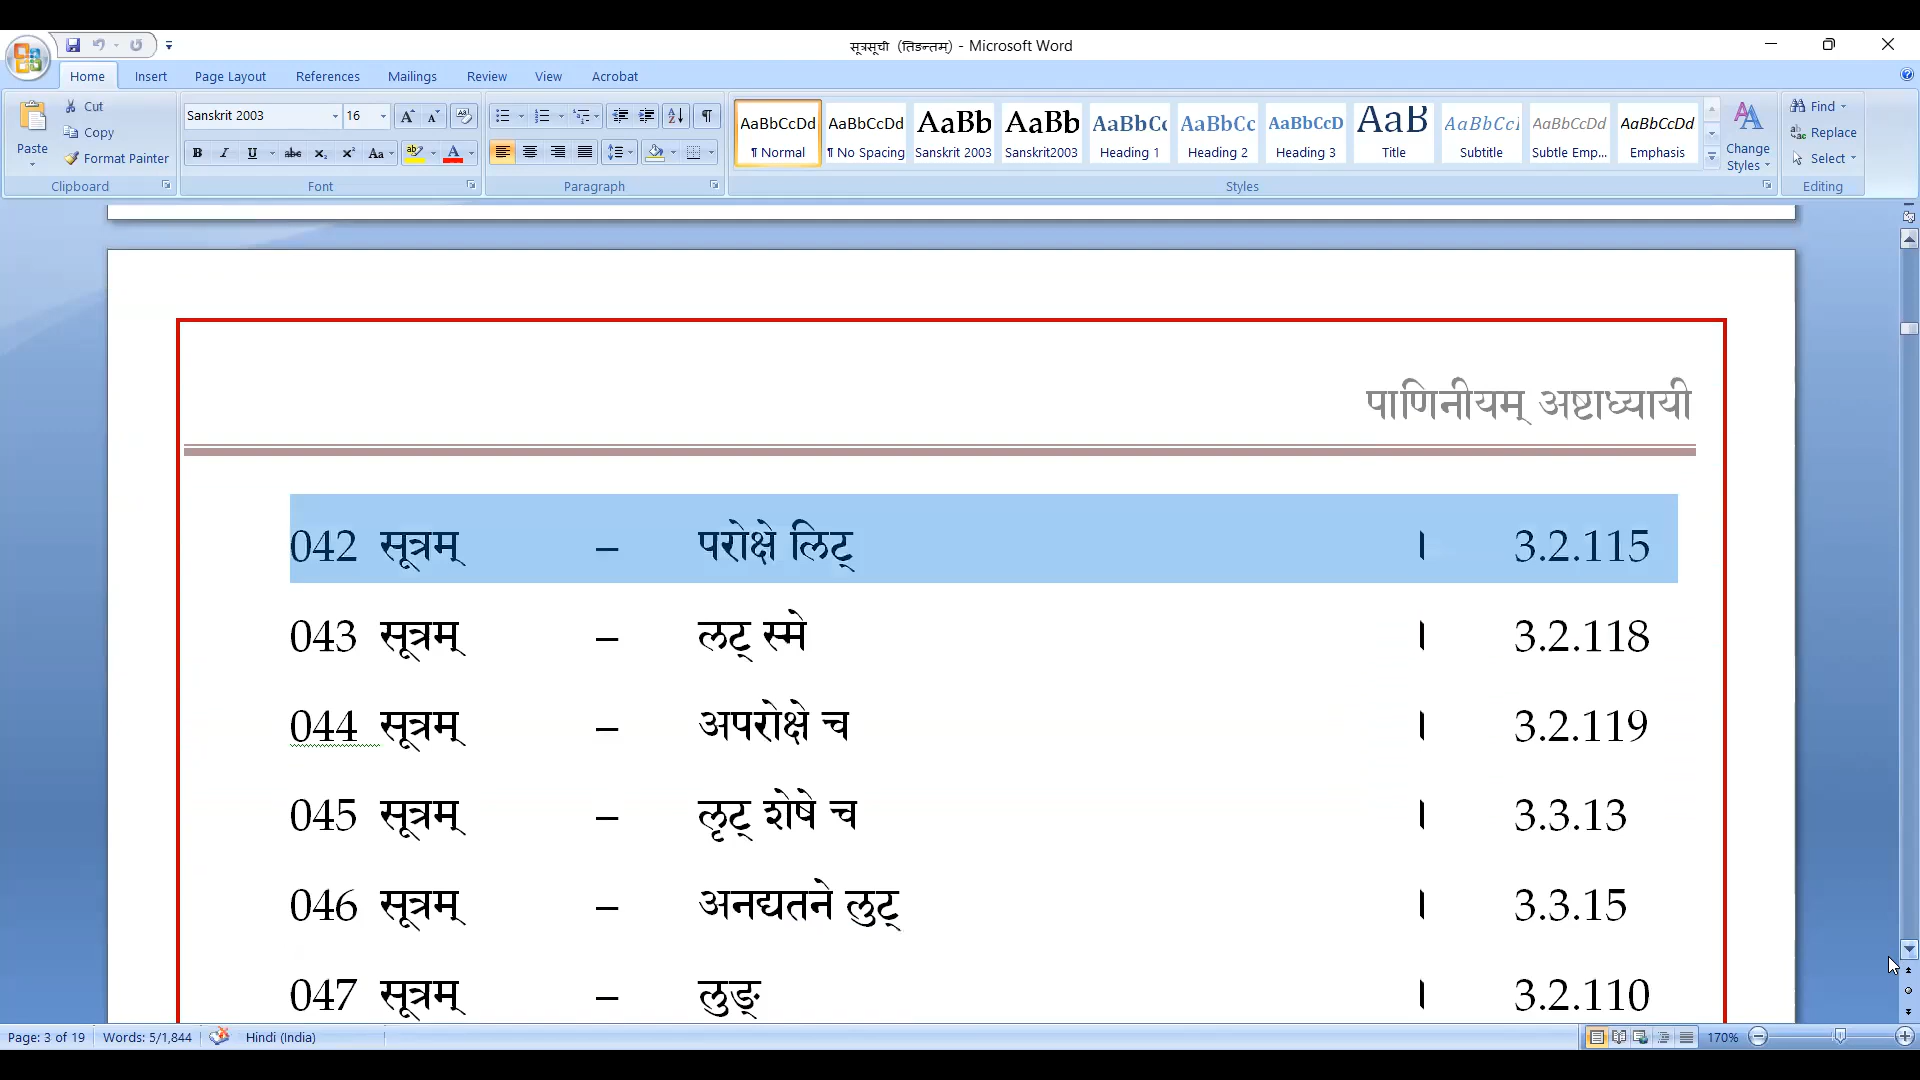 सूत्रसूची (तिङन्तम्) - Microsoft Word
Home Insert Page Layout References Mailings Review View Acrobat
Paste Cut Copy Format Painter
Clipboard
Sanskrit 2003 16
Font
Paragraph
AaBbCcDd AaBbCcDd AaBb AaBb AaBbCc AaBbCc AaBbCcD AaB AaBbCcI AaBbCcDd AaBbCcDd
¶ Normal ¶ No Spacing Sanskrit 2003 Sanskrit2003 Heading 1 Heading 2 Heading 3 Title Subtitle Subtle Emp... Emphasis
Change Styles
Styles
Find
Replace
Select
Editing
पाणिनीयम् अष्टाध्यायी
042 सूत्रम् – परोक्षे लिट् । 3.2.115
043 सूत्रम् – लट् स्मे । 3.2.118
044 सूत्रम् – अपरोक्षे च । 3.2.119
045 सूत्रम् – लृट् शेषे च । 3.3.13
046 सूत्रम् – अनद्यतने लुट् । 3.3.15
047 सूत्रम् – लुङ् । 3.2.110
Page: 3 of 19 Words: 5/1,844 Hindi (India) 170%